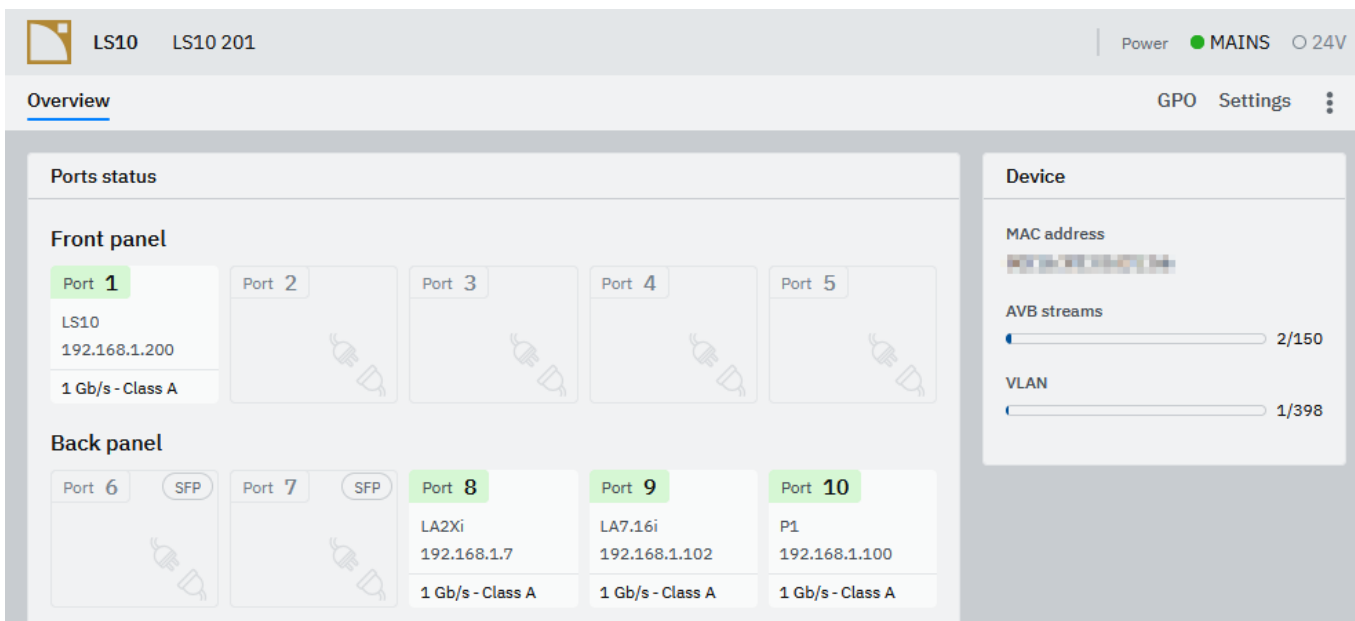 LS10 LS10 201 Power MAINS 24V
Overview GPO Settings
Ports status
Front panel
Port 1 Port 2 Port 3 Port 4 Port 5
LS10
192.168.1.200
1 Gb/s - Class A
Back panel
Port 6 SFP Port 7 SFP Port 8 Port 9 Port 10
LA2Xi LA7.16i P1
192.168.1.7 192.168.1.102 192.168.1.100
1 Gb/s - Class A 1 Gb/s - Class A 1 Gb/s - Class A
Device
MAC address
AVB streams
2/150
VLAN
1/398